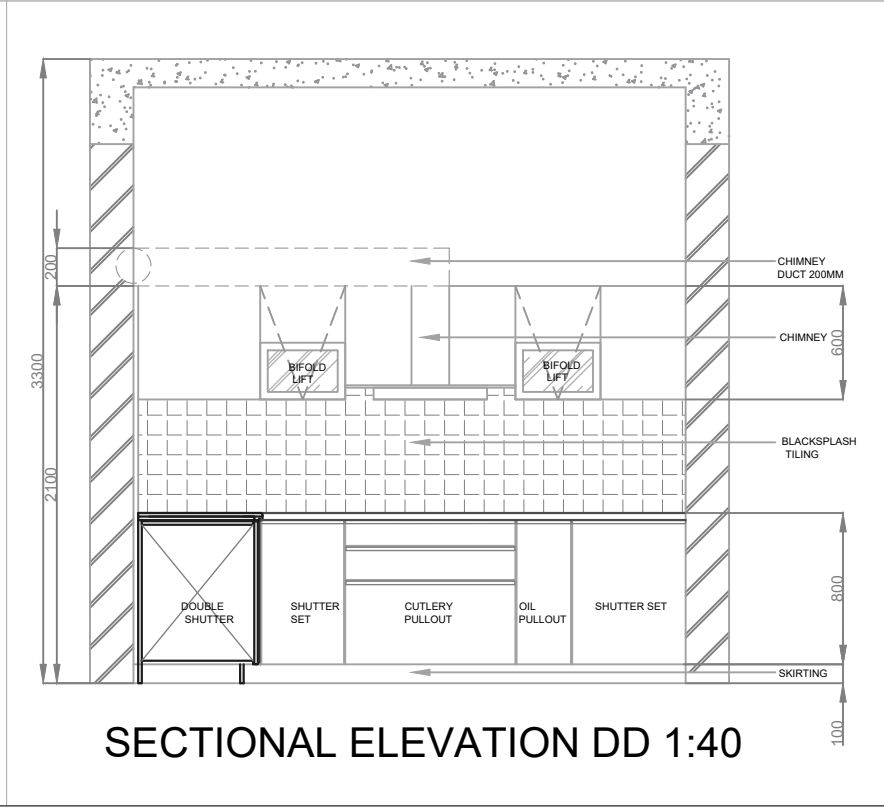 200
3300
2100
CHIMNEY
DUCT 200MM
CHIMNEY
600
BIFOLD
LIFT
BIFOLD
LIFT
BLACKSPLASH
TILING
DOUBLE
SHUTTER
SHUTTER
SET
CUTLERY
PULLOUT
OIL
PULLOUT
SHUTTER SET
800
SKIRTING
100
SECTIONAL ELEVATION DD 1:40